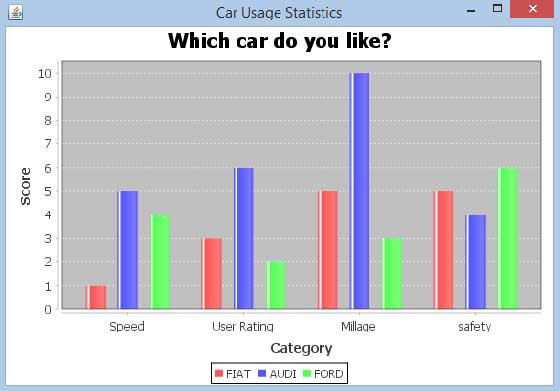 Car Usage Statistics
Which car do you like?
10
9
8
7
6
5
4
3
2
1
0
Score
Speed User Rating Millage safety
Category
FIAT AUDI FORD